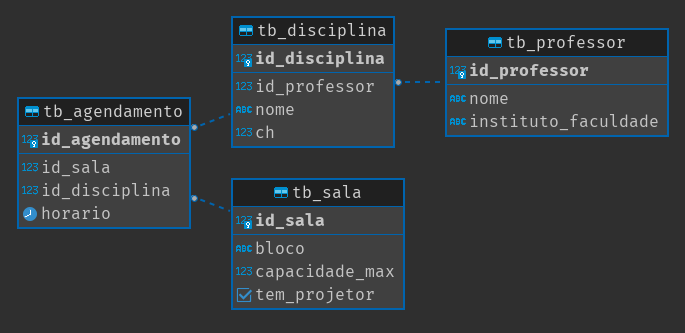 tb_disciplina
123 id_disciplina
123 id_professor
ABC nome
123 ch
tb_professor
123 id_professor
ABC nome
ABC instituto_faculdade
tb_agendamento
123 id_agendamento
123 id_sala
123 id_disciplina
horario
tb_sala
123 id_sala
ABC bloco
123 capacidade_max
tem_projetor